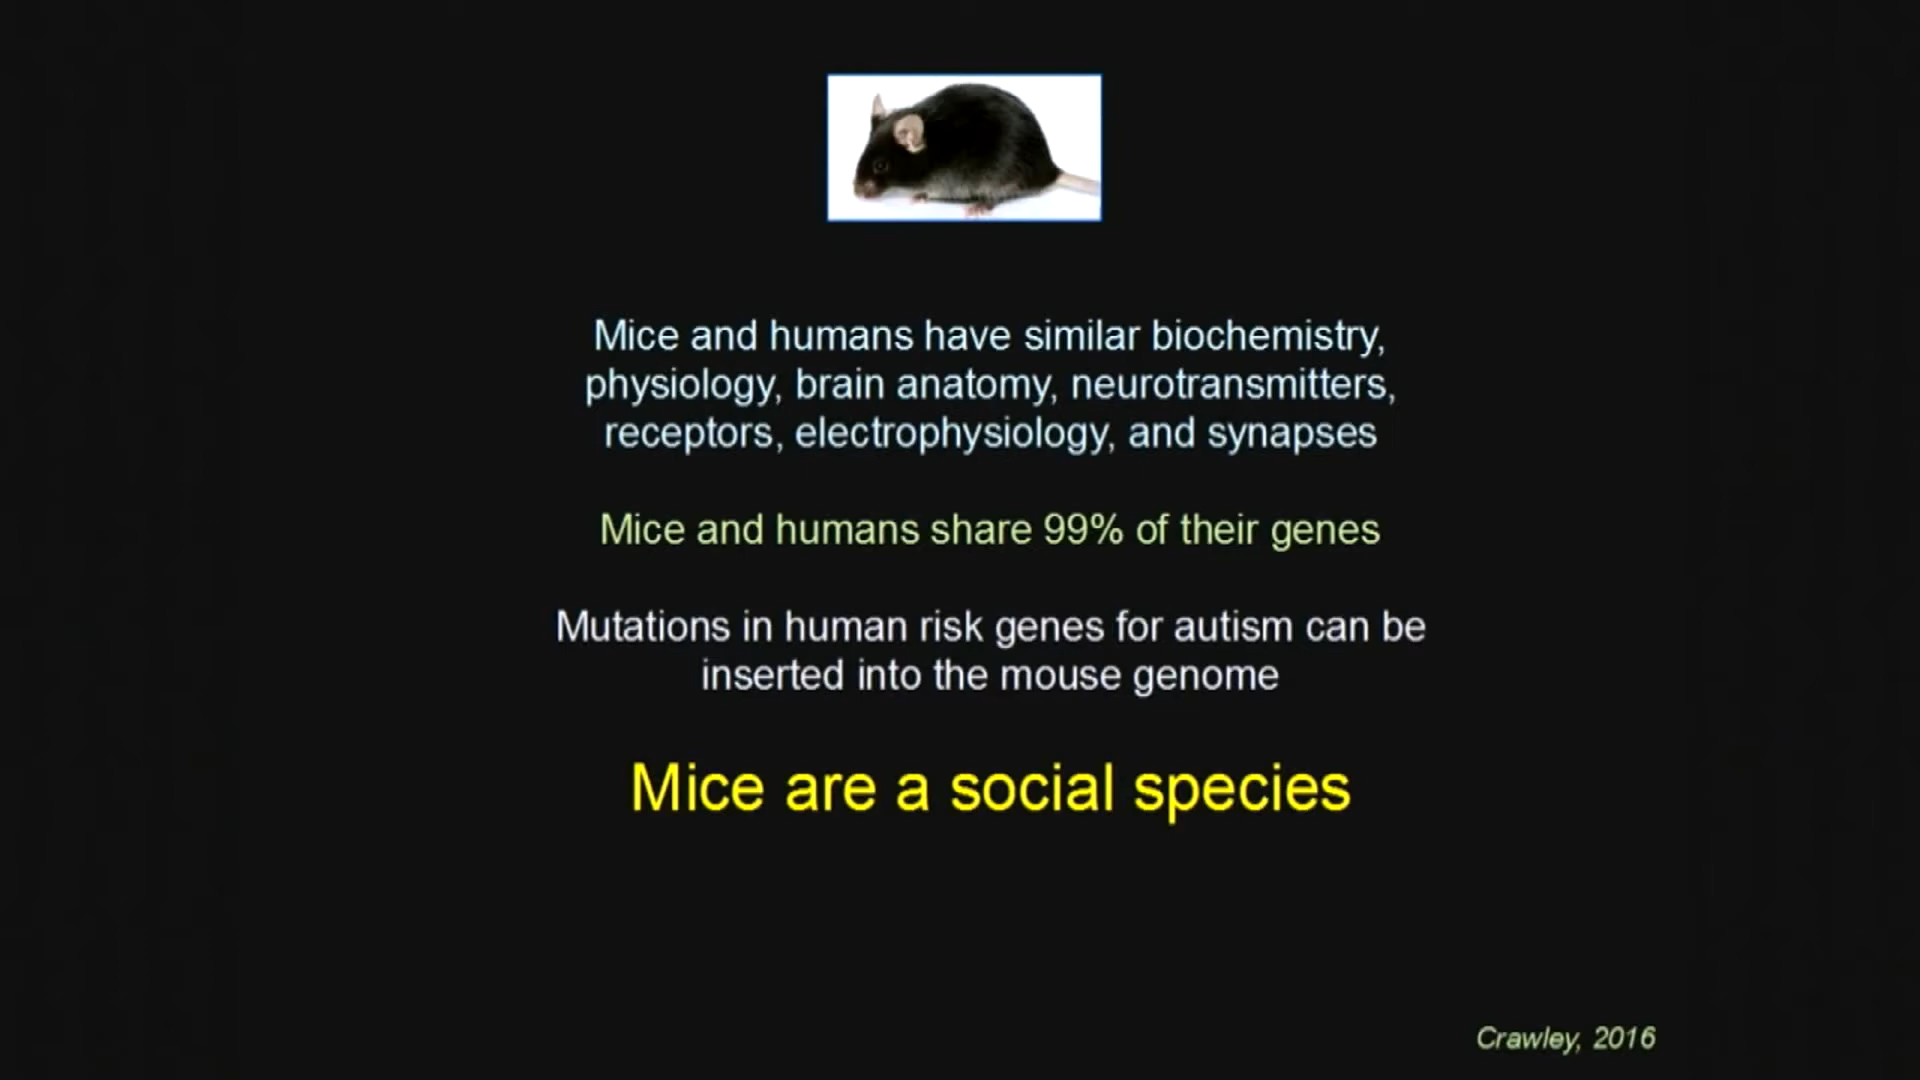 Mice and humans have similar biochemistry,
physiology, brain anatomy, neurotransmitters,
receptors, electrophysiology, and synapses
Mice and humans share 99% of their genes
Mutations in human risk genes for autism can be
inserted into the mouse genome
Mice are a social species
Crawley, 2016